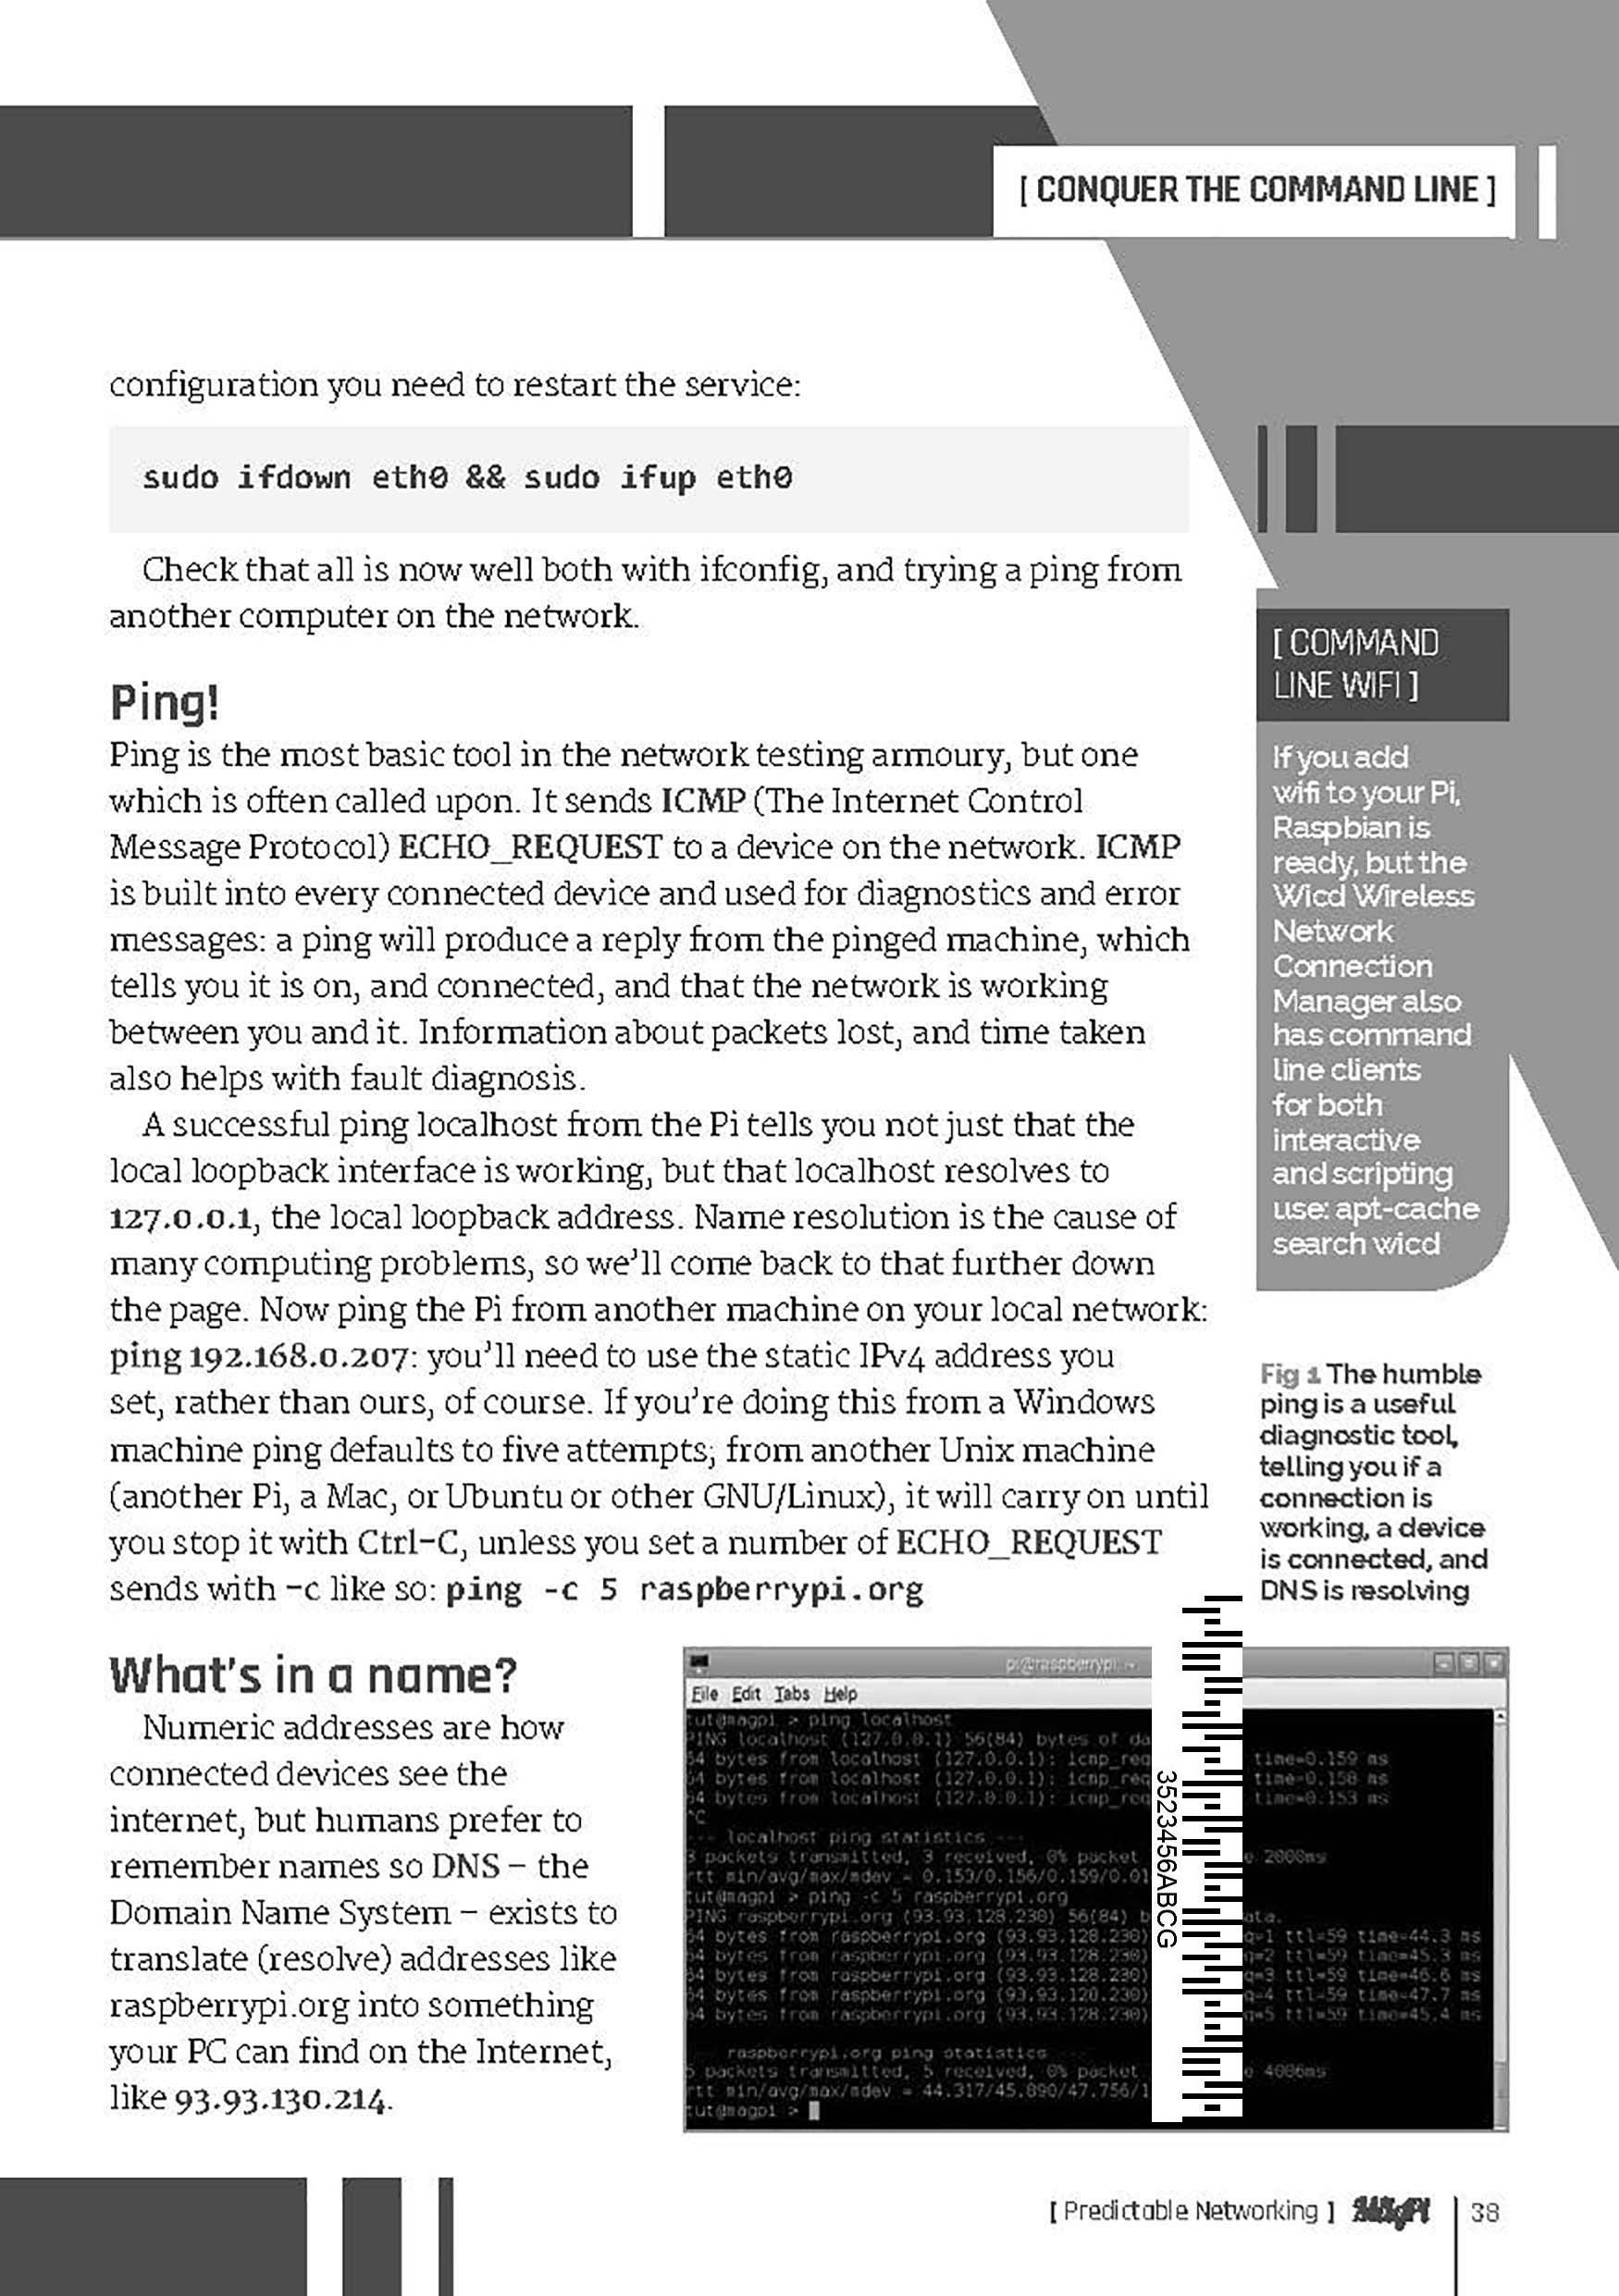 [ CONQUER THE COMMAND LINE ]
configuration you need to restart the service:
sudo ifdown eth0 && sudo ifup eth0
Check that all is now well both with ifconfig, and trying a ping from
another computer on the network.
Ping!
Ping is the most basic tool in the network testing armoury, but one
which is often called upon. It sends ICMP (The Internet Control
Message Protocol) ECHO_REQUEST to a device on the network. ICMP
is built into every connected device and used for diagnostics and error
messages: a ping will produce a reply from the pinged machine, which
tells you it is on, and connected, and that the network is working
between you and it. Information about packets lost, and time taken
also helps with fault diagnosis.
A successful ping localhost from the Pi tells you not just that the
local loopback interface is working, but that localhost resolves to
127.0.0.1, the local loopback address. Name resolution is the cause of
many computing problems, so we'll come back to that further down
the page. Now ping the Pi from another machine on your local network:
ping 192.168.0.207: you'll need to use the static IPv4 address you
set, rather than ours, of course. If you're doing this from a Windows
machine ping defaults to five attempts; from another Unix machine
(another Pi, a Mac, or Ubuntu or other GNU/Linux), it will carry on until
you stop it with Ctrl-C, unless you set a number of ECHO_REQUEST
sends with -c like so: ping -c 5 raspberrypi.org
What's in a name?
Numeric addresses are how
connected devices see the
internet, but humans prefer to
remember names so DNS – the
Domain Name System – exists to
translate (resolve) addresses like
raspberrypi.org into something
your PC can find on the Internet,
like 93.93.130.214.
[ COMMAND
LINE WIFI ]
If you add
wifi to your Pi,
Raspbian is
ready, but the
Wicd Wireless
Network
Connection
Manager also
has command
line clients
for both
interactive
and scripting
use: apt-cache
search wicd
Fig 1 The humble
ping is a useful
diagnostic tool,
telling you if a
connection is
working, a device
is connected, and
DNS is resolving
pi@raspberrypi: ~
File Edit Tabs Help
tut@magpi > ping localhost
PING localhost (127.0.0.1) 56(84) bytes of da
64 bytes from localhost (127.0.0.1): icmp_req time=0.159 ms
64 bytes from localhost (127.0.0.1): icmp_req time=0.158 ms
64 bytes from localhost (127.0.0.1): icmp_req time=0.153 ms
^C
--- localhost ping statistics ---
3 packets transmitted, 3 received, 0% packet e 2000ms
rtt min/avg/max/mdev = 0.153/0.156/0.159/0.01
tut@magpi > ping -c 5 raspberrypi.org
PING raspberrypi.org (93.93.128.230) 56(84) b ata.
64 bytes from raspberrypi.org (93.93.128.230) q=1 ttl=59 time=44.3 ms
64 bytes from raspberrypi.org (93.93.128.230) q=2 ttl=59 time=45.3 ms
64 bytes from raspberrypi.org (93.93.128.230) q=3 ttl=59 time=46.6 ms
64 bytes from raspberrypi.org (93.93.128.230) q=4 ttl=59 time=47.7 ms
64 bytes from raspberrypi.org (93.93.128.230) q=5 ttl=59 time=45.4 ms
--- raspberrypi.org ping statistics ---
5 packets transmitted, 5 received, 0% packet e 4006ms
rtt min/avg/max/mdev = 44.317/45.890/47.756/1
tut@magpi >
3523456ABCG
[ Predictable Networking ] MagPi 38